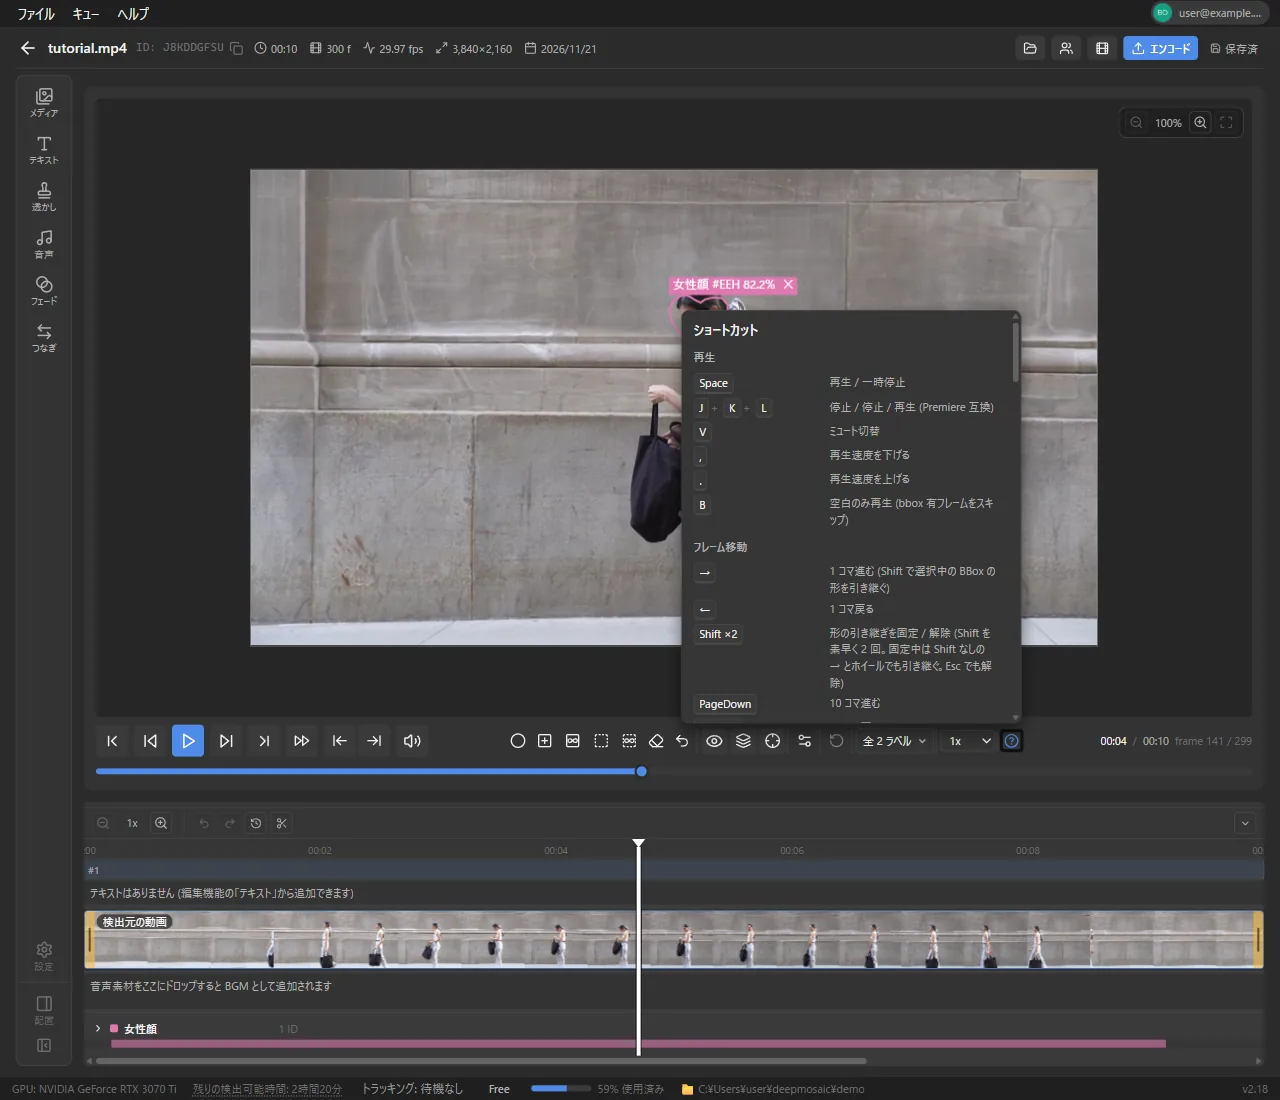 ファイル キュー ヘルプ
BD user@example....
tutorial.mp4 ID: J8KDDGFSU 00:10 300 f 29.97 fps 3,840×2,160 2026/11/21 エンコード 保存済
メディア
テキスト
透かし
音声
フェード
つなぎ
設定
配置
100%
女性顔 #EEH 82.2% ×
ショートカット
再生
Space 再生 / 一時停止
J + K + L 停止 / 停止 / 再生 (Premiere 互換)
V ミュート切替
, 再生速度を下げる
. 再生速度を上げる
B 空白のみ再生 (bbox 有フレームをスキ
ップ)
フレーム移動
→ 1 コマ進む (Shift で選択中の BBox の
形を引き継ぐ)
← 1 コマ戻る
Shift ×2 形の引き継ぎを固定 / 解除 (Shift を
素早く 2 回。固定中は Shift なしの
→ とホイールでも引き継ぐ。Esc でも解
除)
PageDown 10 コマ進む
全 2 ラベル 1x 00:04 / 00:10 frame 141 / 299
1x
:00 00:02 00:04 00:06 00:08 00
#1
テキストはありません (編集機能の「テキスト」から追加できます)
検出元の動画
音声素材をここにドロップすると BGM として追加されます
女性顔 1 ID
GPU: NVIDIA GeForce RTX 3070 Ti 残りの検出可能時間: 2時間20分 トラッキング: 待機なし Free 59% 使用済み C:¥Users¥user¥deepmosaic¥demo v2.18